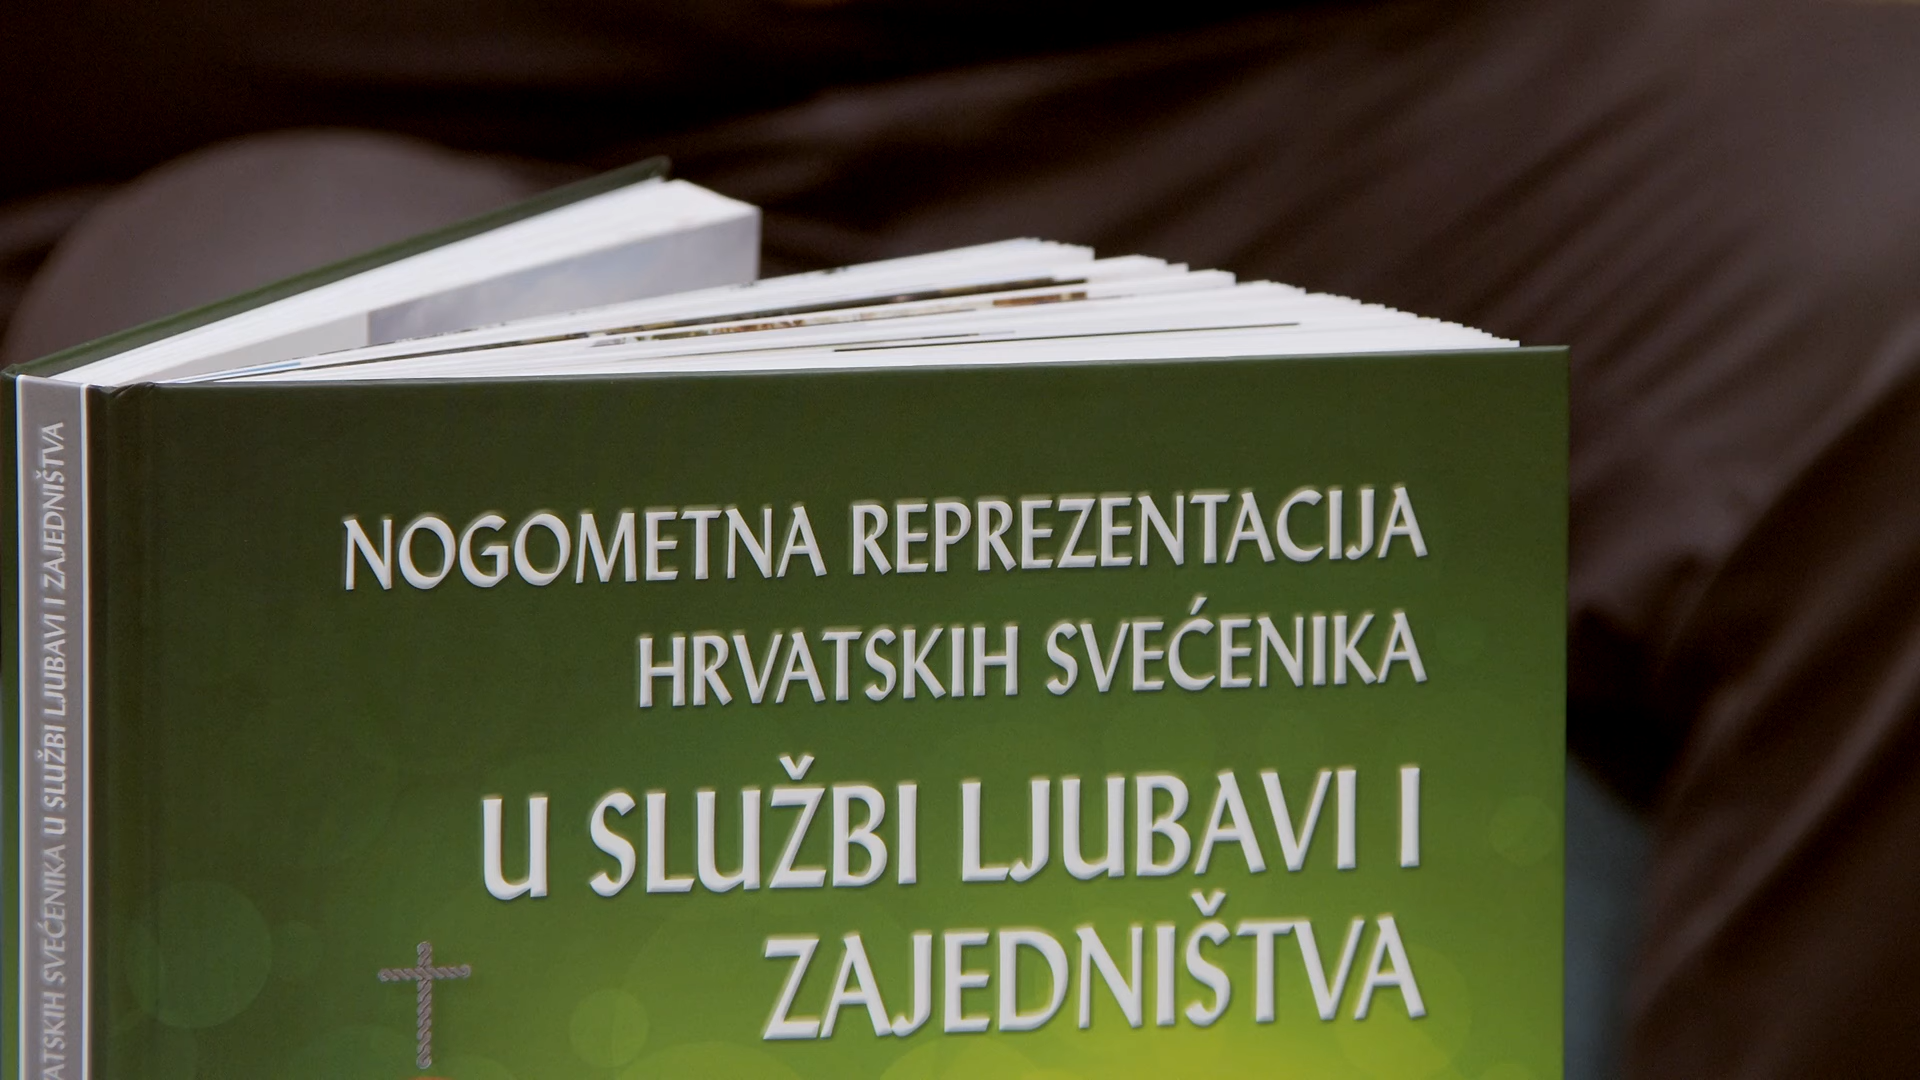 NOGOMETNA REPREZENTACIJA
HRVATSKIH SVEĆENIKA
U SLUŽBI LJUBAVI I
ZAJEDNIŠTVA
SVEĆENIKA U SLUŽBI LJUBAVI I ZAJEDNIŠTVA